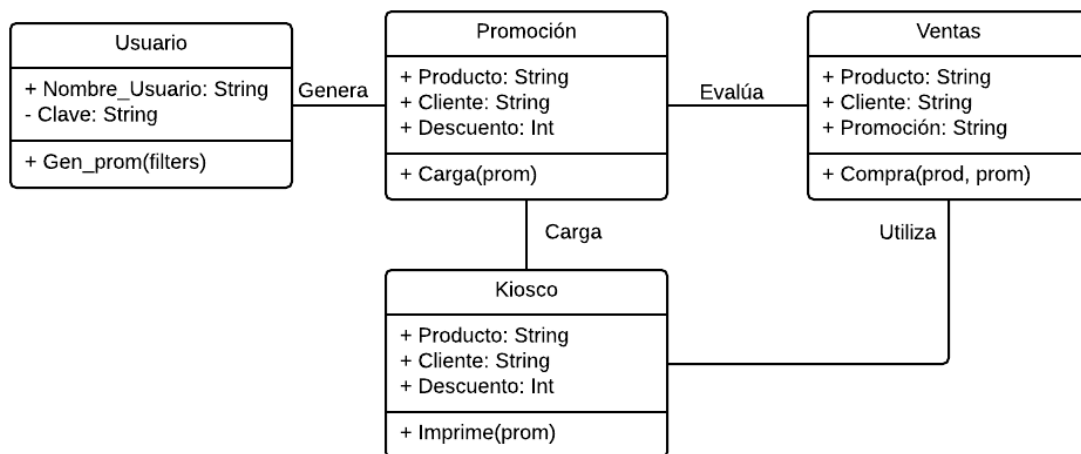 Usuario
+ Nombre_Usuario: String
- Clave: String
+ Gen_prom(filters)
Genera
Promoción
+ Producto: String
+ Cliente: String
+ Descuento: Int
+ Carga(prom)
Evalúa
Ventas
+ Producto: String
+ Cliente: String
+ Promoción: String
+ Compra(prod, prom)
Carga
Utiliza
Kiosco
+ Producto: String
+ Cliente: String
+ Descuento: Int
+ Imprime(prom)